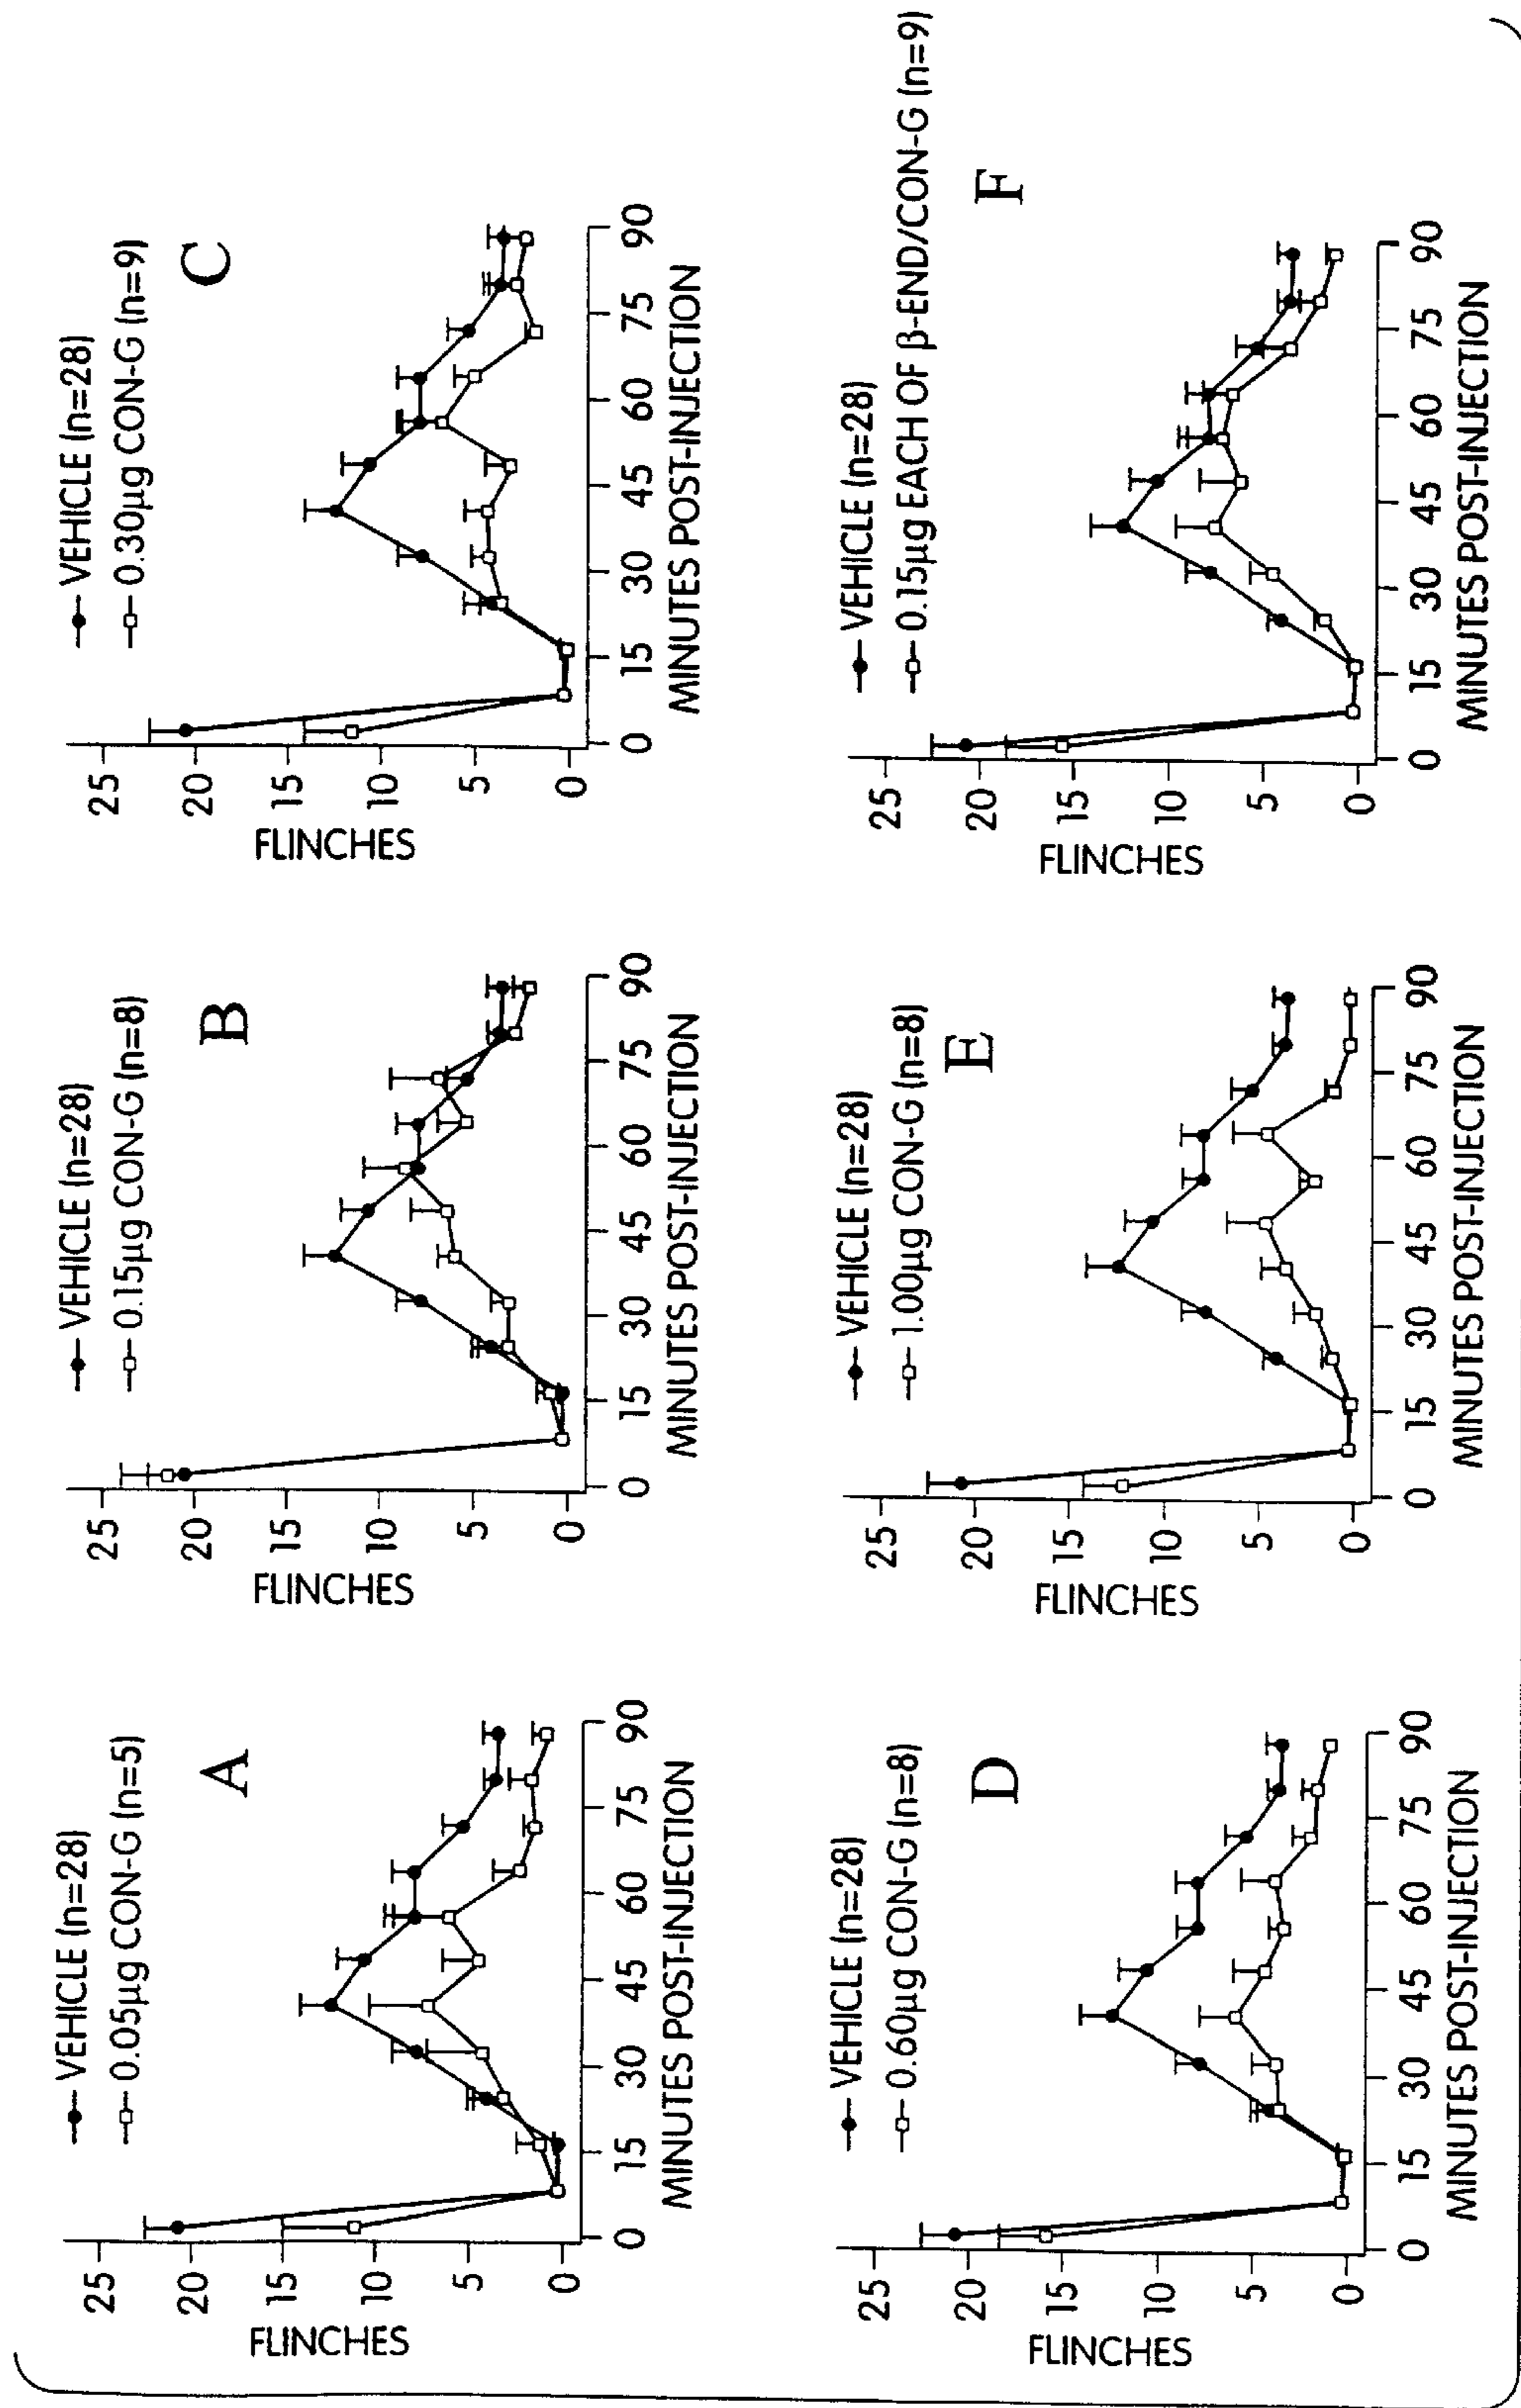 A
VEHICLE (n=28)
0.05µg CON-G (n=5)
25
20
15
10
5
0
FLINCHES
0 15 30 45 60 75 90
MINUTES POST-INJECTION
B
VEHICLE (n=28)
0.15µg CON-G (n=8)
25
20
15
10
5
0
FLINCHES
0 15 30 45 60 75 90
MINUTES POST-INJECTION
C
VEHICLE (n=28)
0.30µg CON-G (n=9)
25
20
15
10
5
0
FLINCHES
0 15 30 45 60 75 90
MINUTES POST-INJECTION
D
VEHICLE (n=28)
0.60µg CON-G (n=8)
25
20
15
10
5
0
FLINCHES
0 15 30 45 60 75 90
MINUTES POST-INJECTION
E
VEHICLE (n=28)
1.00µg CON-G (n=8)
25
20
15
10
5
0
FLINCHES
0 15 30 45 60 75 90
MINUTES POST-INJECTION
F
VEHICLE (n=28)
0.15µg EACH OF β-END/CON-G (n=9)
25
20
15
10
5
0
FLINCHES
0 15 30 45 60 75 90
MINUTES POST-INJECTION